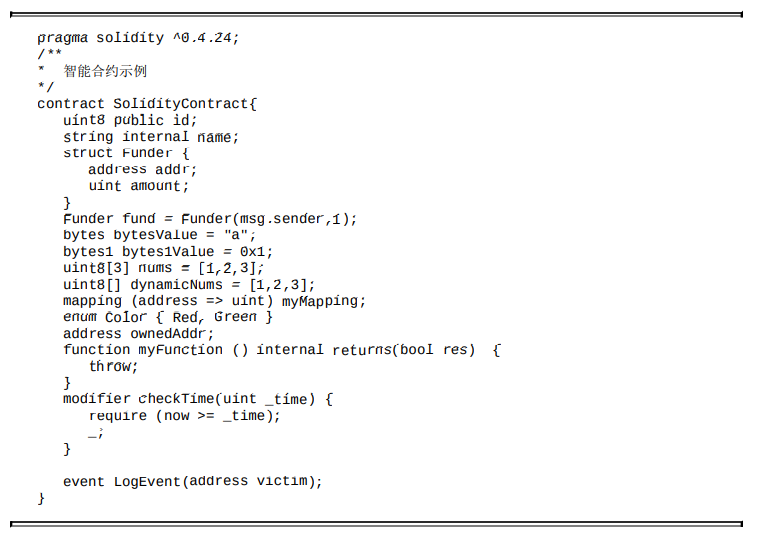 pragma solidity ^0.4.24;
/**
*  智能合约示例
*/
contract SolidityContract{
   uint8 public id;
   string internal name;
   struct Funder {
      address addr;
      uint amount;
   }
   Funder fund = Funder(msg.sender,1);
   bytes bytesValue = "a";
   bytes1 bytes1Value = 0x1;
   uint8[3] nums = [1,2,3];
   uint8[] dynamicNums = [1,2,3];
   mapping (address => uint) myMapping;
   enum Color { Red, Green }
   address ownedAddr;
   function myFunction () internal returns(bool res)  {
      throw;
   }
   modifier checkTime(uint _time) {
      require (now >= _time);
      _;
   }

   event LogEvent(address victim);
}